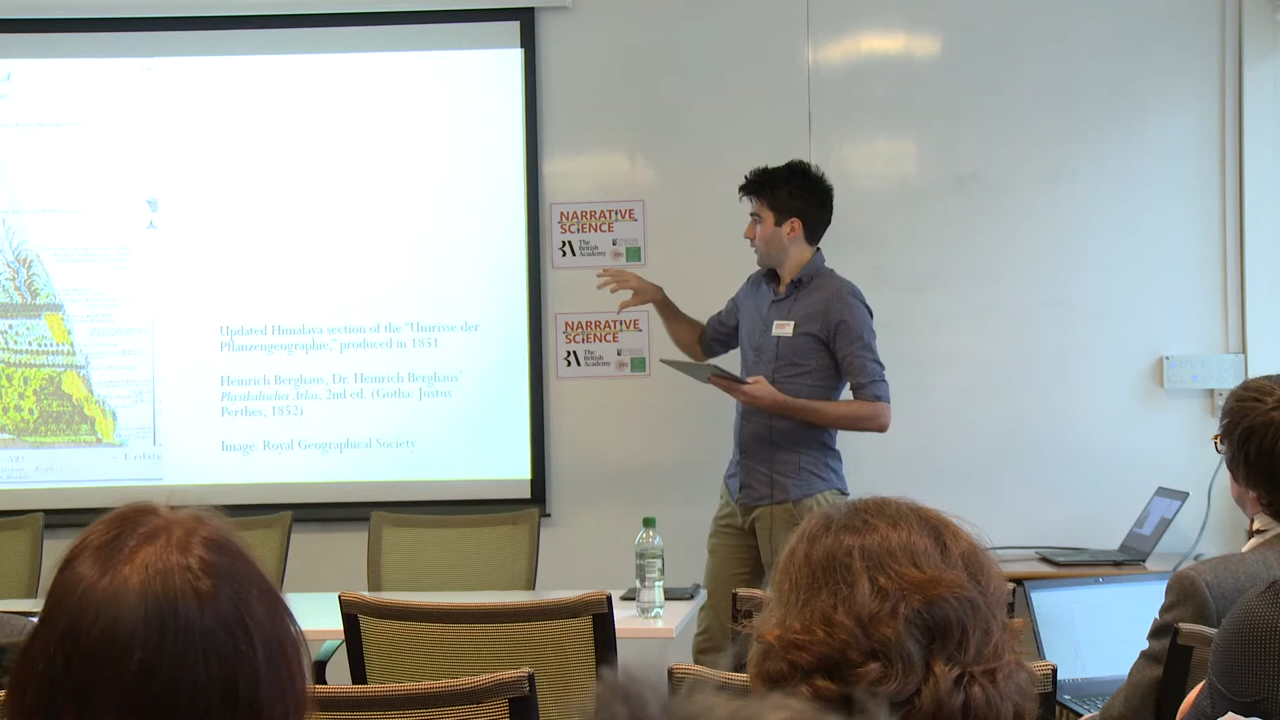 Updated Himalaya section of the "Umrisse der
Pflanzengeographie," produced in 1851.
Heinrich Berghaus, Dr. Heinrich Berghaus'
Physikalischer Atlas, 2nd ed. (Gotha: Justus
Perthes, 1852)
Image: Royal Geographical Society
NARRATIVE
SCIENCE
The
British
Academy
NARRATIVE
SCIENCE
The
British
Academy